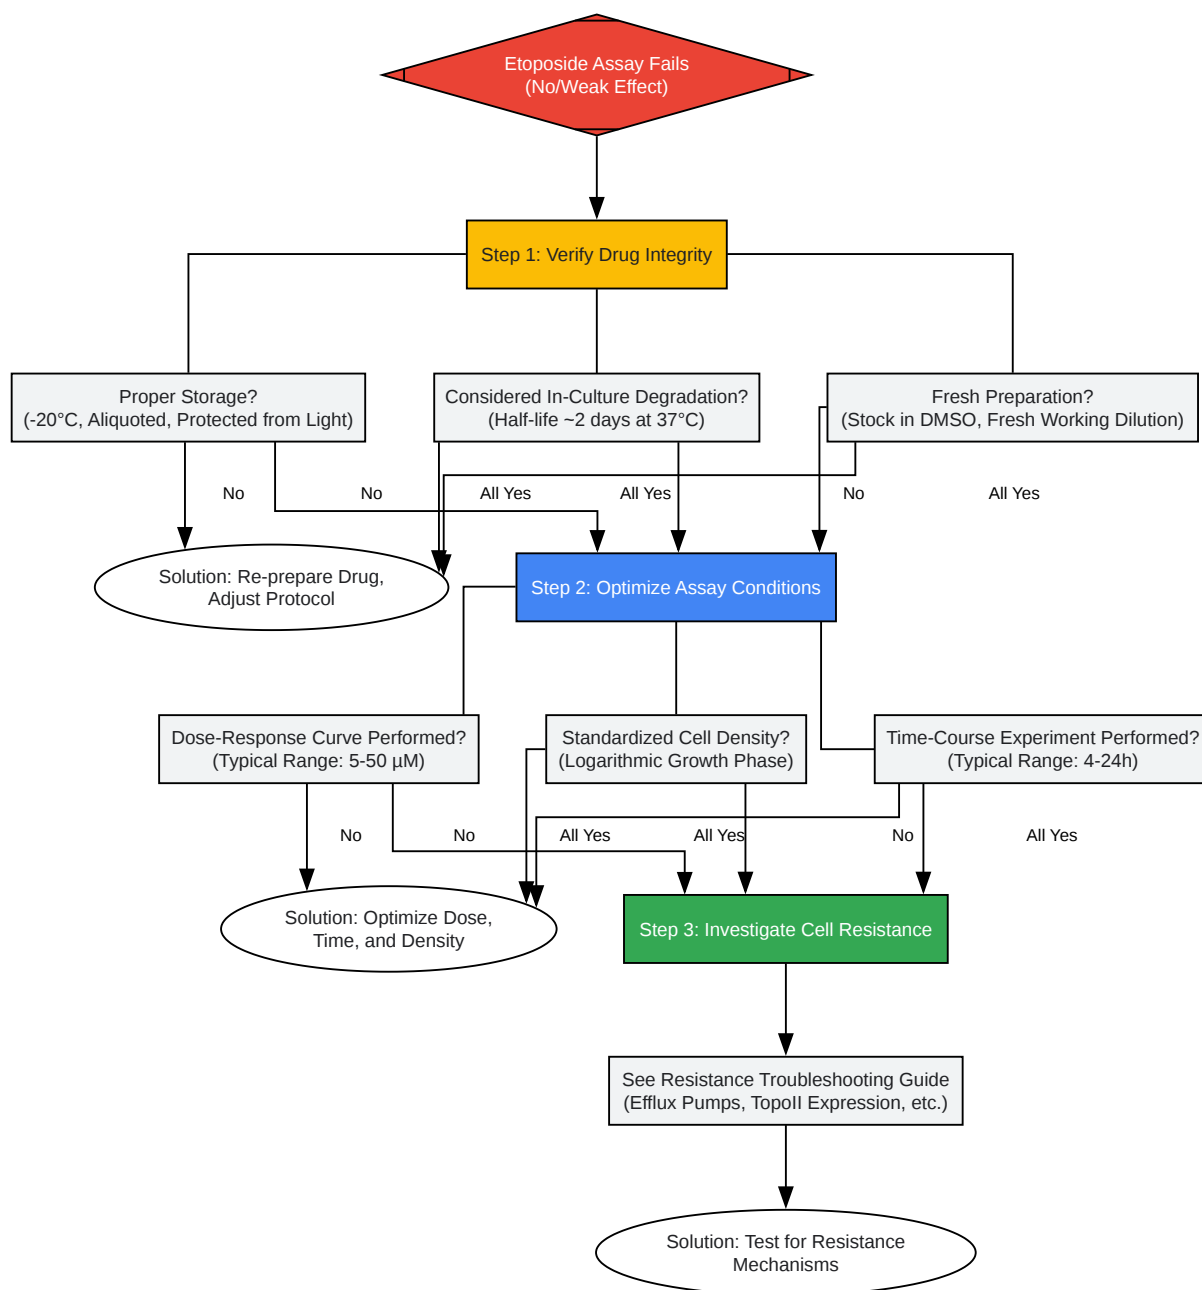 Etoposide Assay Fails
(No/Weak Effect)
Step 1: Verify Drug Integrity
Proper Storage?
(-20°C, Aliquoted, Protected from Light)
Considered In-Culture Degradation?
(Half-life ~2 days at 37°C)
Fresh Preparation?
(Stock in DMSO, Fresh Working Dilution)
No
No
All Yes
All Yes
No
All Yes
Solution: Re-prepare Drug,
Adjust Protocol
Step 2: Optimize Assay Conditions
Dose-Response Curve Performed?
(Typical Range: 5-50 µM)
Standardized Cell Density?
(Logarithmic Growth Phase)
Time-Course Experiment Performed?
(Typical Range: 4-24h)
No
No
All Yes
All Yes
No
All Yes
Solution: Optimize Dose,
Time, and Density
Step 3: Investigate Cell Resistance
See Resistance Troubleshooting Guide
(Efflux Pumps, TopoII Expression, etc.)
Solution: Test for Resistance
Mechanisms